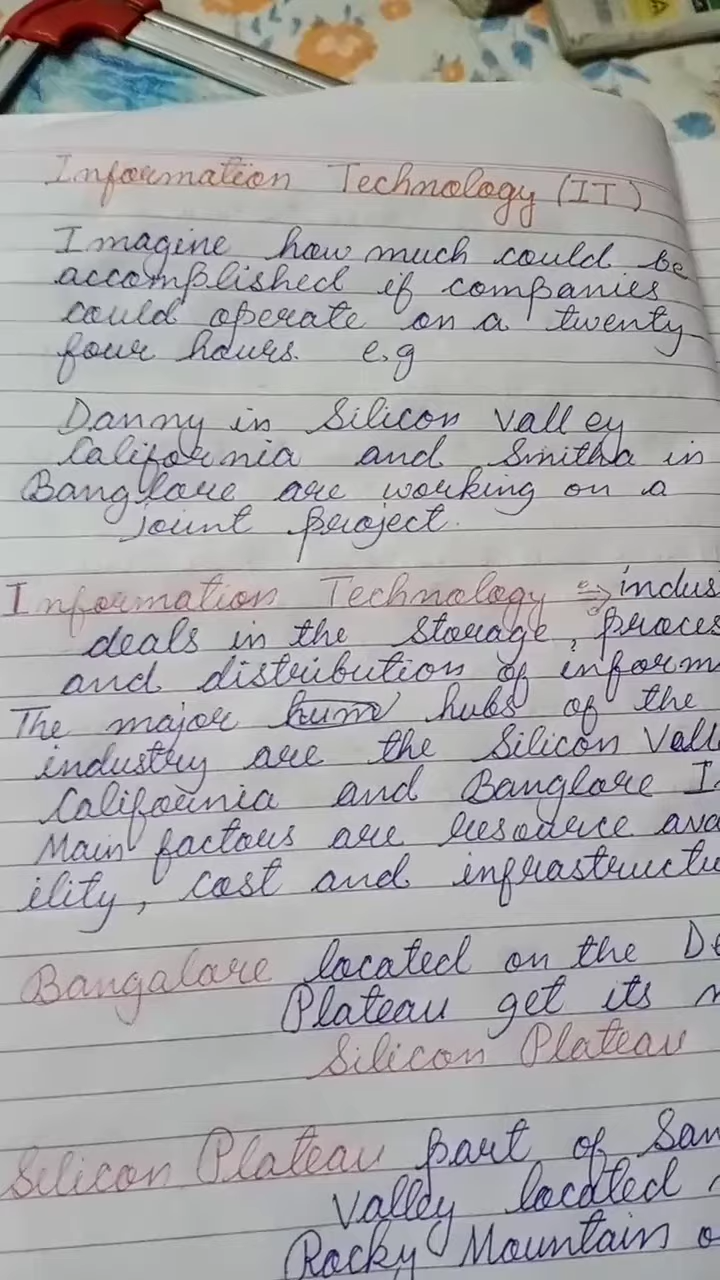 Information Technology (IT)
Imagine how much could be
accomplished if companies
could operate on a twenty
four hours. e.g
Danny in Silicon Valley
California and Smitha in
Banglore are working on a
joint project.
Information Technology ⇒ indus
deals in the storage, proces
and distribution of inform
The major hubs of the
industry are the Silicon Vall
California and Banglore I
Main factors are resource ava
ility, cost and infrastructu
Bangalore located on the De
Plateau get its n
Silicon Plateau
Silicon Plateau part of San
Valley located
Rocky Mountain o